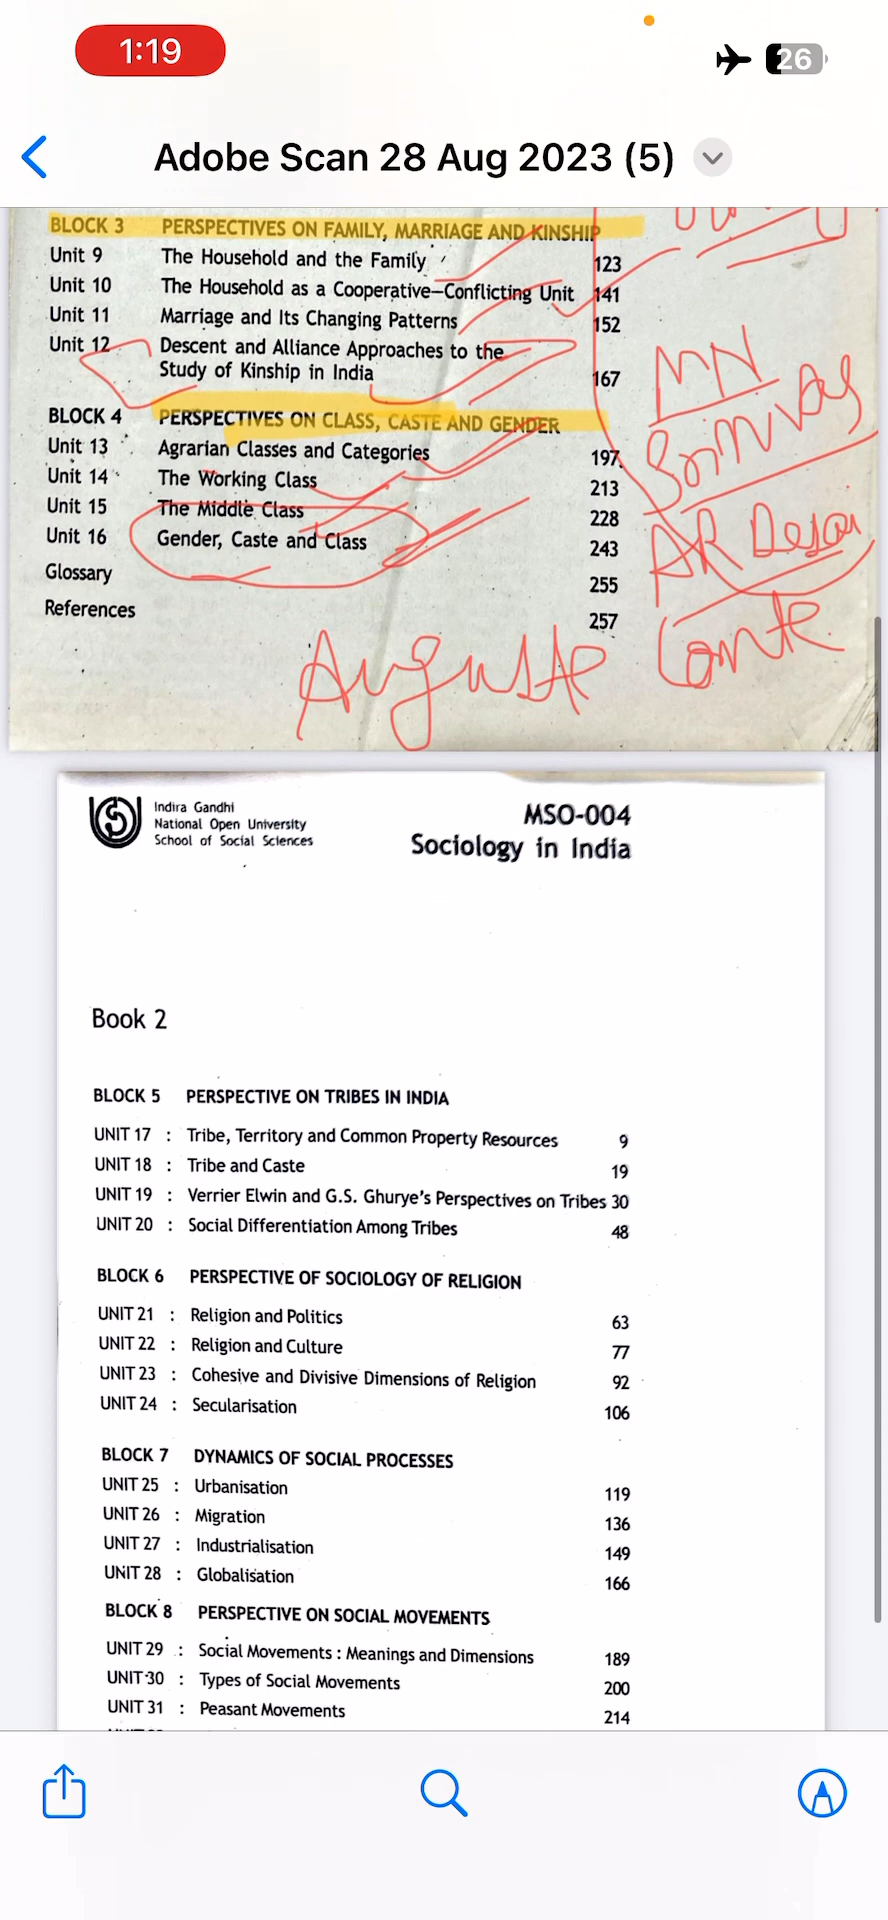 1:19
26
Adobe Scan 28 Aug 2023 (5)
BLOCK 3 PERSPECTIVES ON FAMILY, MARRIAGE AND KINSHIP
Unit 9 The Household and the Family 123
Unit 10 The Household as a Cooperative–Conflicting Unit 141
Unit 11 Marriage and Its Changing Patterns 152
Unit 12 Descent and Alliance Approaches to the
Study of Kinship in India 167
MN
Srinivas
BLOCK 4 PERSPECTIVES ON CLASS, CASTE AND GENDER
Unit 13 Agrarian Classes and Categories 197
Unit 14 The Working Class 213
Unit 15 The Middle Class 228
Unit 16 Gender, Caste and Class 243
AR Desai
Glossary 255
References 257
Auguste Comte
Indira Gandhi
National Open University
School of Social Sciences
MSO-004
Sociology in India
Book 2
BLOCK 5 PERSPECTIVE ON TRIBES IN INDIA
UNIT 17 : Tribe, Territory and Common Property Resources 9
UNIT 18 : Tribe and Caste 19
UNIT 19 : Verrier Elwin and G.S. Ghurye's Perspectives on Tribes 30
UNIT 20 : Social Differentiation Among Tribes 48
BLOCK 6 PERSPECTIVE OF SOCIOLOGY OF RELIGION
UNIT 21 : Religion and Politics 63
UNIT 22 : Religion and Culture 77
UNIT 23 : Cohesive and Divisive Dimensions of Religion 92
UNIT 24 : Secularisation 106
BLOCK 7 DYNAMICS OF SOCIAL PROCESSES
UNIT 25 : Urbanisation 119
UNIT 26 : Migration 136
UNIT 27 : Industrialisation 149
UNIT 28 : Globalisation 166
BLOCK 8 PERSPECTIVE ON SOCIAL MOVEMENTS
UNIT 29 : Social Movements : Meanings and Dimensions 189
UNIT 30 : Types of Social Movements 200
UNIT 31 : Peasant Movements 214